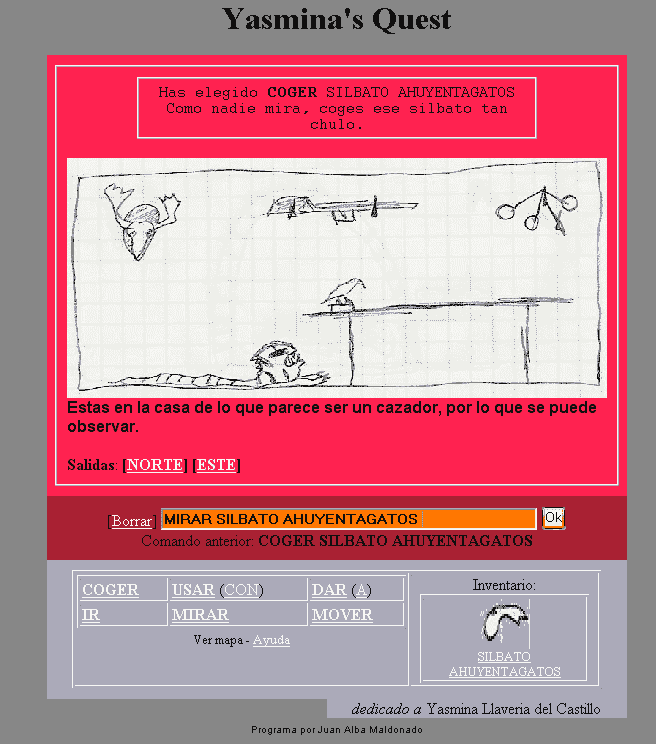 Yasmina's Quest
Has elegido COGER SILBATO AHUYENTAGATOS
Como nadie mira, coges ese silbato tan
chulo.
Estas en la casa de lo que parece ser un cazador, por lo que se puede
observar.
Salidas: [NORTE] [ESTE]
[Borrar] MIRAR SILBATO AHUYENTAGATOS Ok
Comando anterior: COGER SILBATO AHUYENTAGATOS
COGER USAR (CON) DAR (A)
IR MIRAR MOVER
Ver mapa - Ayuda
Inventario:
SILBATO
AHUYENTAGATOS
dedicado a Yasmina Llaveria del Castillo
Programa por Juan Alba Maldonado